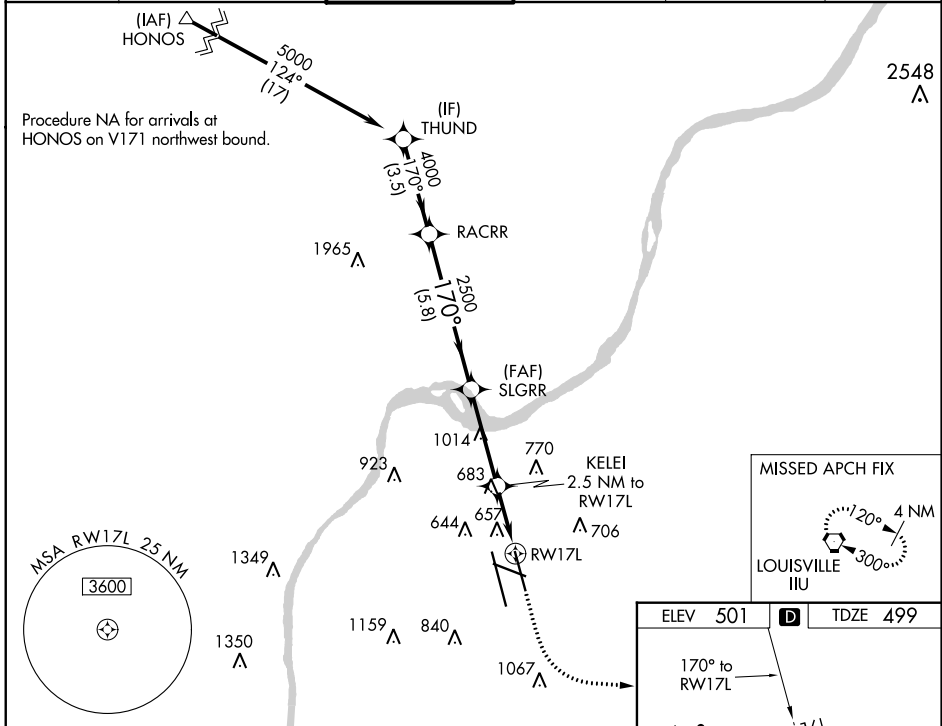 (IAF)
HONOS
5000
124°
(17)
2548
Procedure NA for arrivals at
HONOS on V171 northwest bound.
(IF)
THUND
4000
170°
(3.5)
RACRR
1965
2500
170°
(5.8)
(FAF)
SLGRR
1014
770
923
683
KELEI
2.5 NM to
RW17L
644
657
706
RW17L
MISSED APCH FIX
120°
4 NM
300°
LOUISVILLE
IIU
MSA RW17L 25 NM
3600
1349
1350
1159
840
1067
ELEV 501
D
TDZE 499
170° to
RW17L